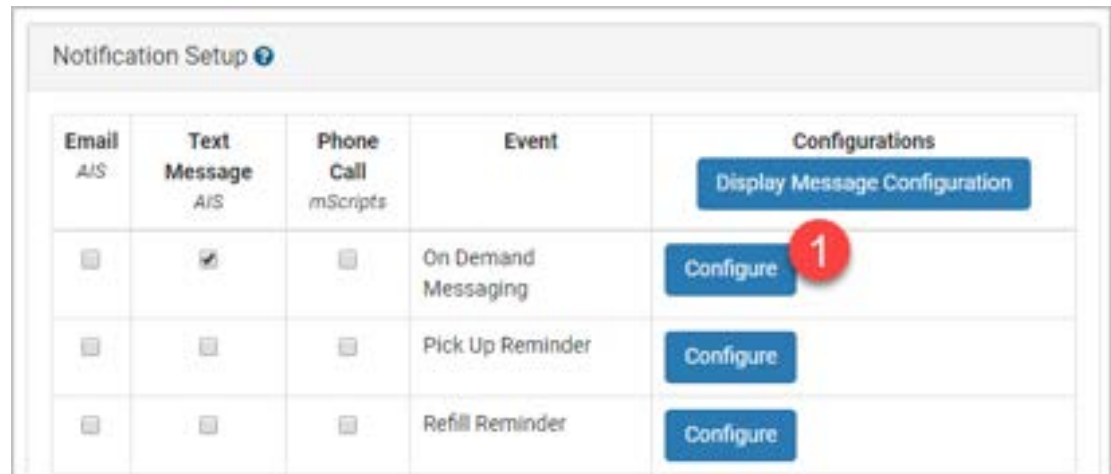 Notification Setup ?
Email Text Phone Event Configurations
AIS Message Call Display Message Configuration
AIS mScripts
On Demand Configure 1
Messaging
Pick Up Reminder Configure
Refill Reminder Configure